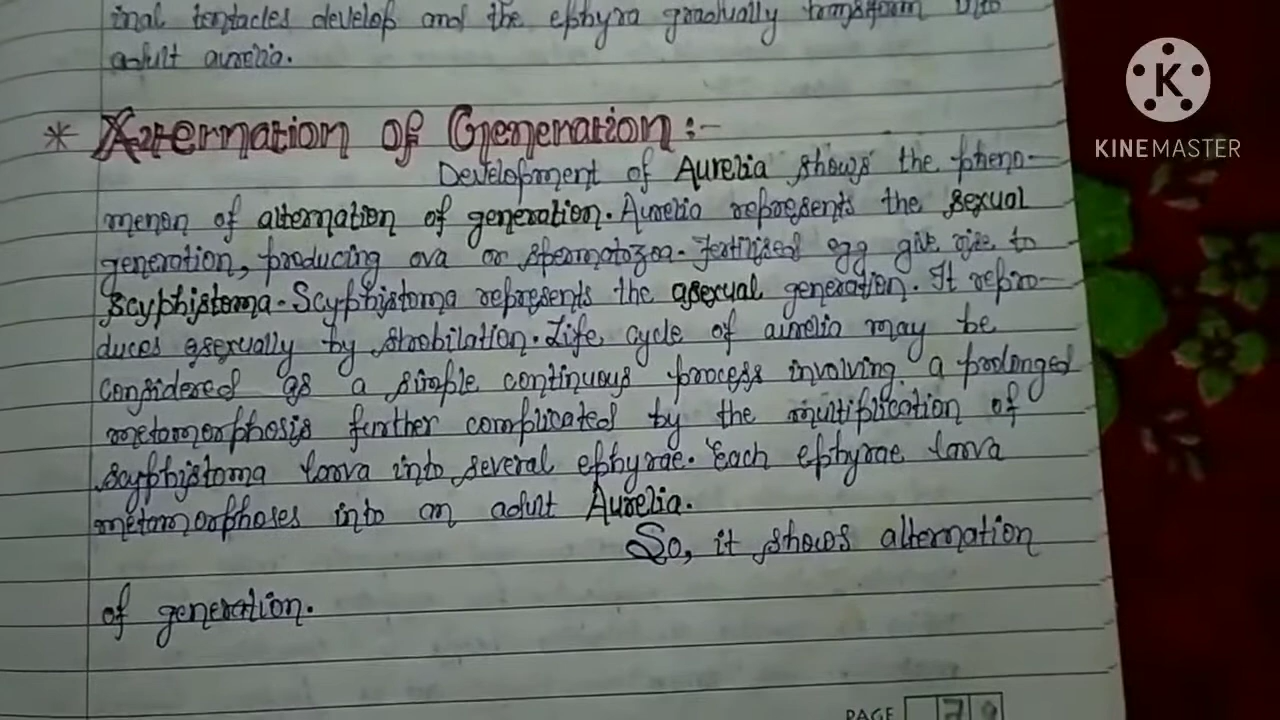 inal tentacles develop and the ephyra gradually transform into
adult aurelia.
* Alternation of Generation :-
Development of Aurelia shows the pheno-
menon of alternation of generation. Aurelia represents the sexual
generation, producing ova or spermatozoa. Fertilised egg give rise to
scyphistoma. Scyphistoma represents the asexual generation. It repro-
duces asexually by strobilation. Life cycle of aurelia may be
considered as a simple continuous process involving a prolonged
metamorphosis further complicated by the multiplication of
scyphistoma larva into several ephyrae. Each ephyrae larva
metamorphoses into an adult Aurelia.
So, it shows alternation
of generation.
PAGE
K
KINEMASTER